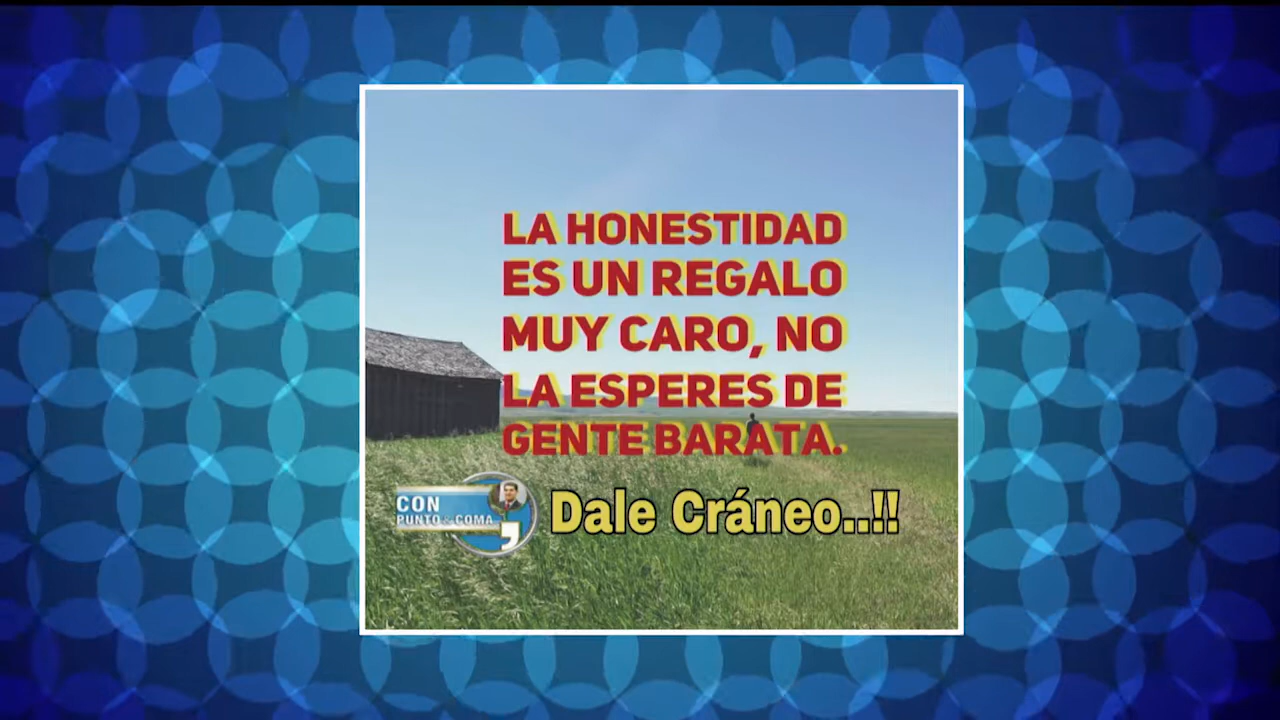 LA HONESTIDAD
ES UN REGALO
MUY CARO, NO
LA ESPERES DE
GENTE BARATA.
CON
PUNTO & COMA
;
Dale Cráneo..!!